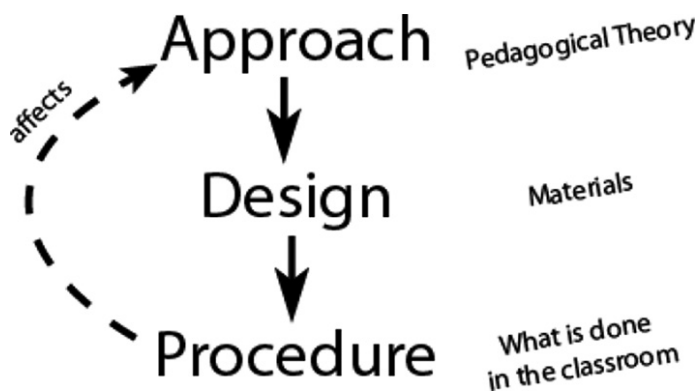 Approach
Pedagogical Theory
affects
Design
Materials
Procedure
What is done
in the classroom